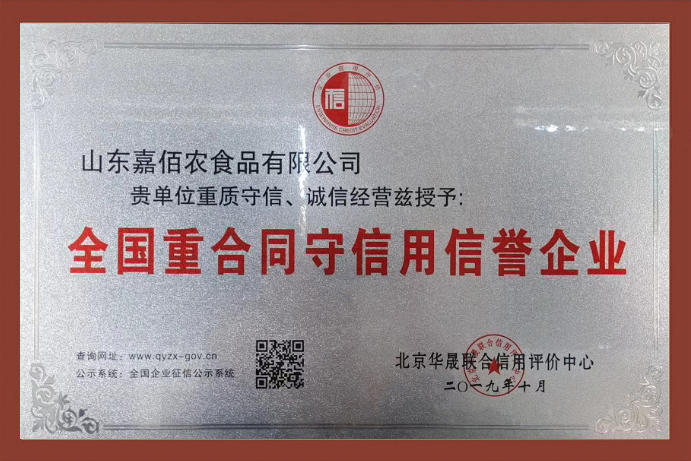 山东嘉佰农食品有限公司
贵单位重质守信、诚信经营兹授予:
全国重合同守信用信誉企业
查询网址: www.qyzx-gov.cn
公示系统: 全国企业征信公示系统
北京华晟联合信用评价中心
二〇一九年十月